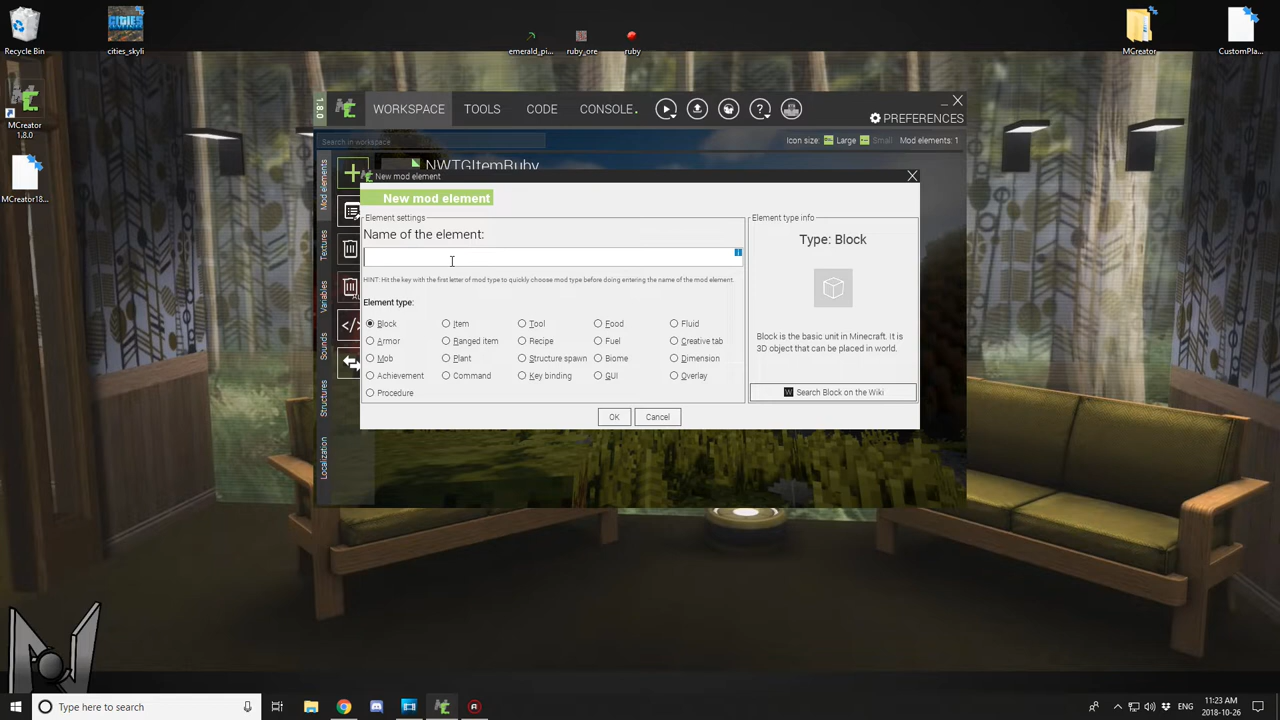 Recycle Bin
cities_skyli
emerald_pi...
ruby_ore
ruby
MCreator
CustomPla...
MCreator
1.8.0
MCreator18...
1.8.0
WORKSPACE
TOOLS
CODE
CONSOLE
PREFERENCES
Search in workspace
Icon size:
Large
Small
Mod elements: 1
Mod elements
Textures
Variables
Sounds
Structures
Localization
NWTGItemRuby
New mod element
New mod element
Element settings
Name of the element:
HINT: Hit the key with the first letter of mod type to quickly choose mod type before doing entering the name of the mod element.
Element type:
Block
Item
Tool
Food
Fluid
Armor
Ranged item
Recipe
Fuel
Creative tab
Mob
Plant
Structure spawn
Biome
Dimension
Achievement
Command
Key binding
GUI
Overlay
Procedure
Element type info
Type: Block
Block is the basic unit in Minecraft. It is
3D object that can be placed in world.
W Search Block on the Wiki
OK
Cancel
Type here to search
ENG
11:23 AM
2018-10-26